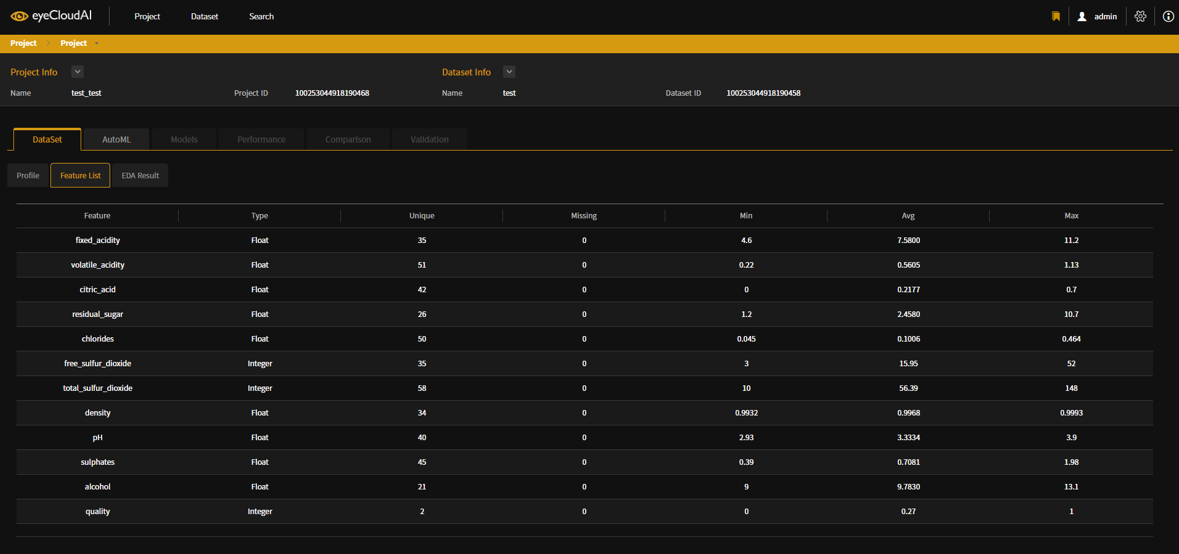 eyeCloudAI Project Dataset Search admin
Project Project
Project Info Dataset Info
Name test_test Project ID 100253044918190468 Name test Dataset ID 100253044918190458
DataSet AutoML Models Performance Comparison Validation
Profile Feature List EDA Result
Feature Type Unique Missing Min Avg Max
fixed_acidity Float 35 0 4.6 7.5800 11.2
volatile_acidity Float 51 0 0.22 0.5605 1.13
citric_acid Float 42 0 0 0.2177 0.7
residual_sugar Float 26 0 1.2 2.4580 10.7
chlorides Float 50 0 0.045 0.1006 0.464
free_sulfur_dioxide Integer 35 0 3 15.95 52
total_sulfur_dioxide Integer 58 0 10 56.39 148
density Float 34 0 0.9932 0.9968 0.9993
pH Float 40 0 2.93 3.3334 3.9
sulphates Float 45 0 0.39 0.7081 1.98
alcohol Float 21 0 9 9.7830 13.1
quality Integer 2 0 0 0.27 1